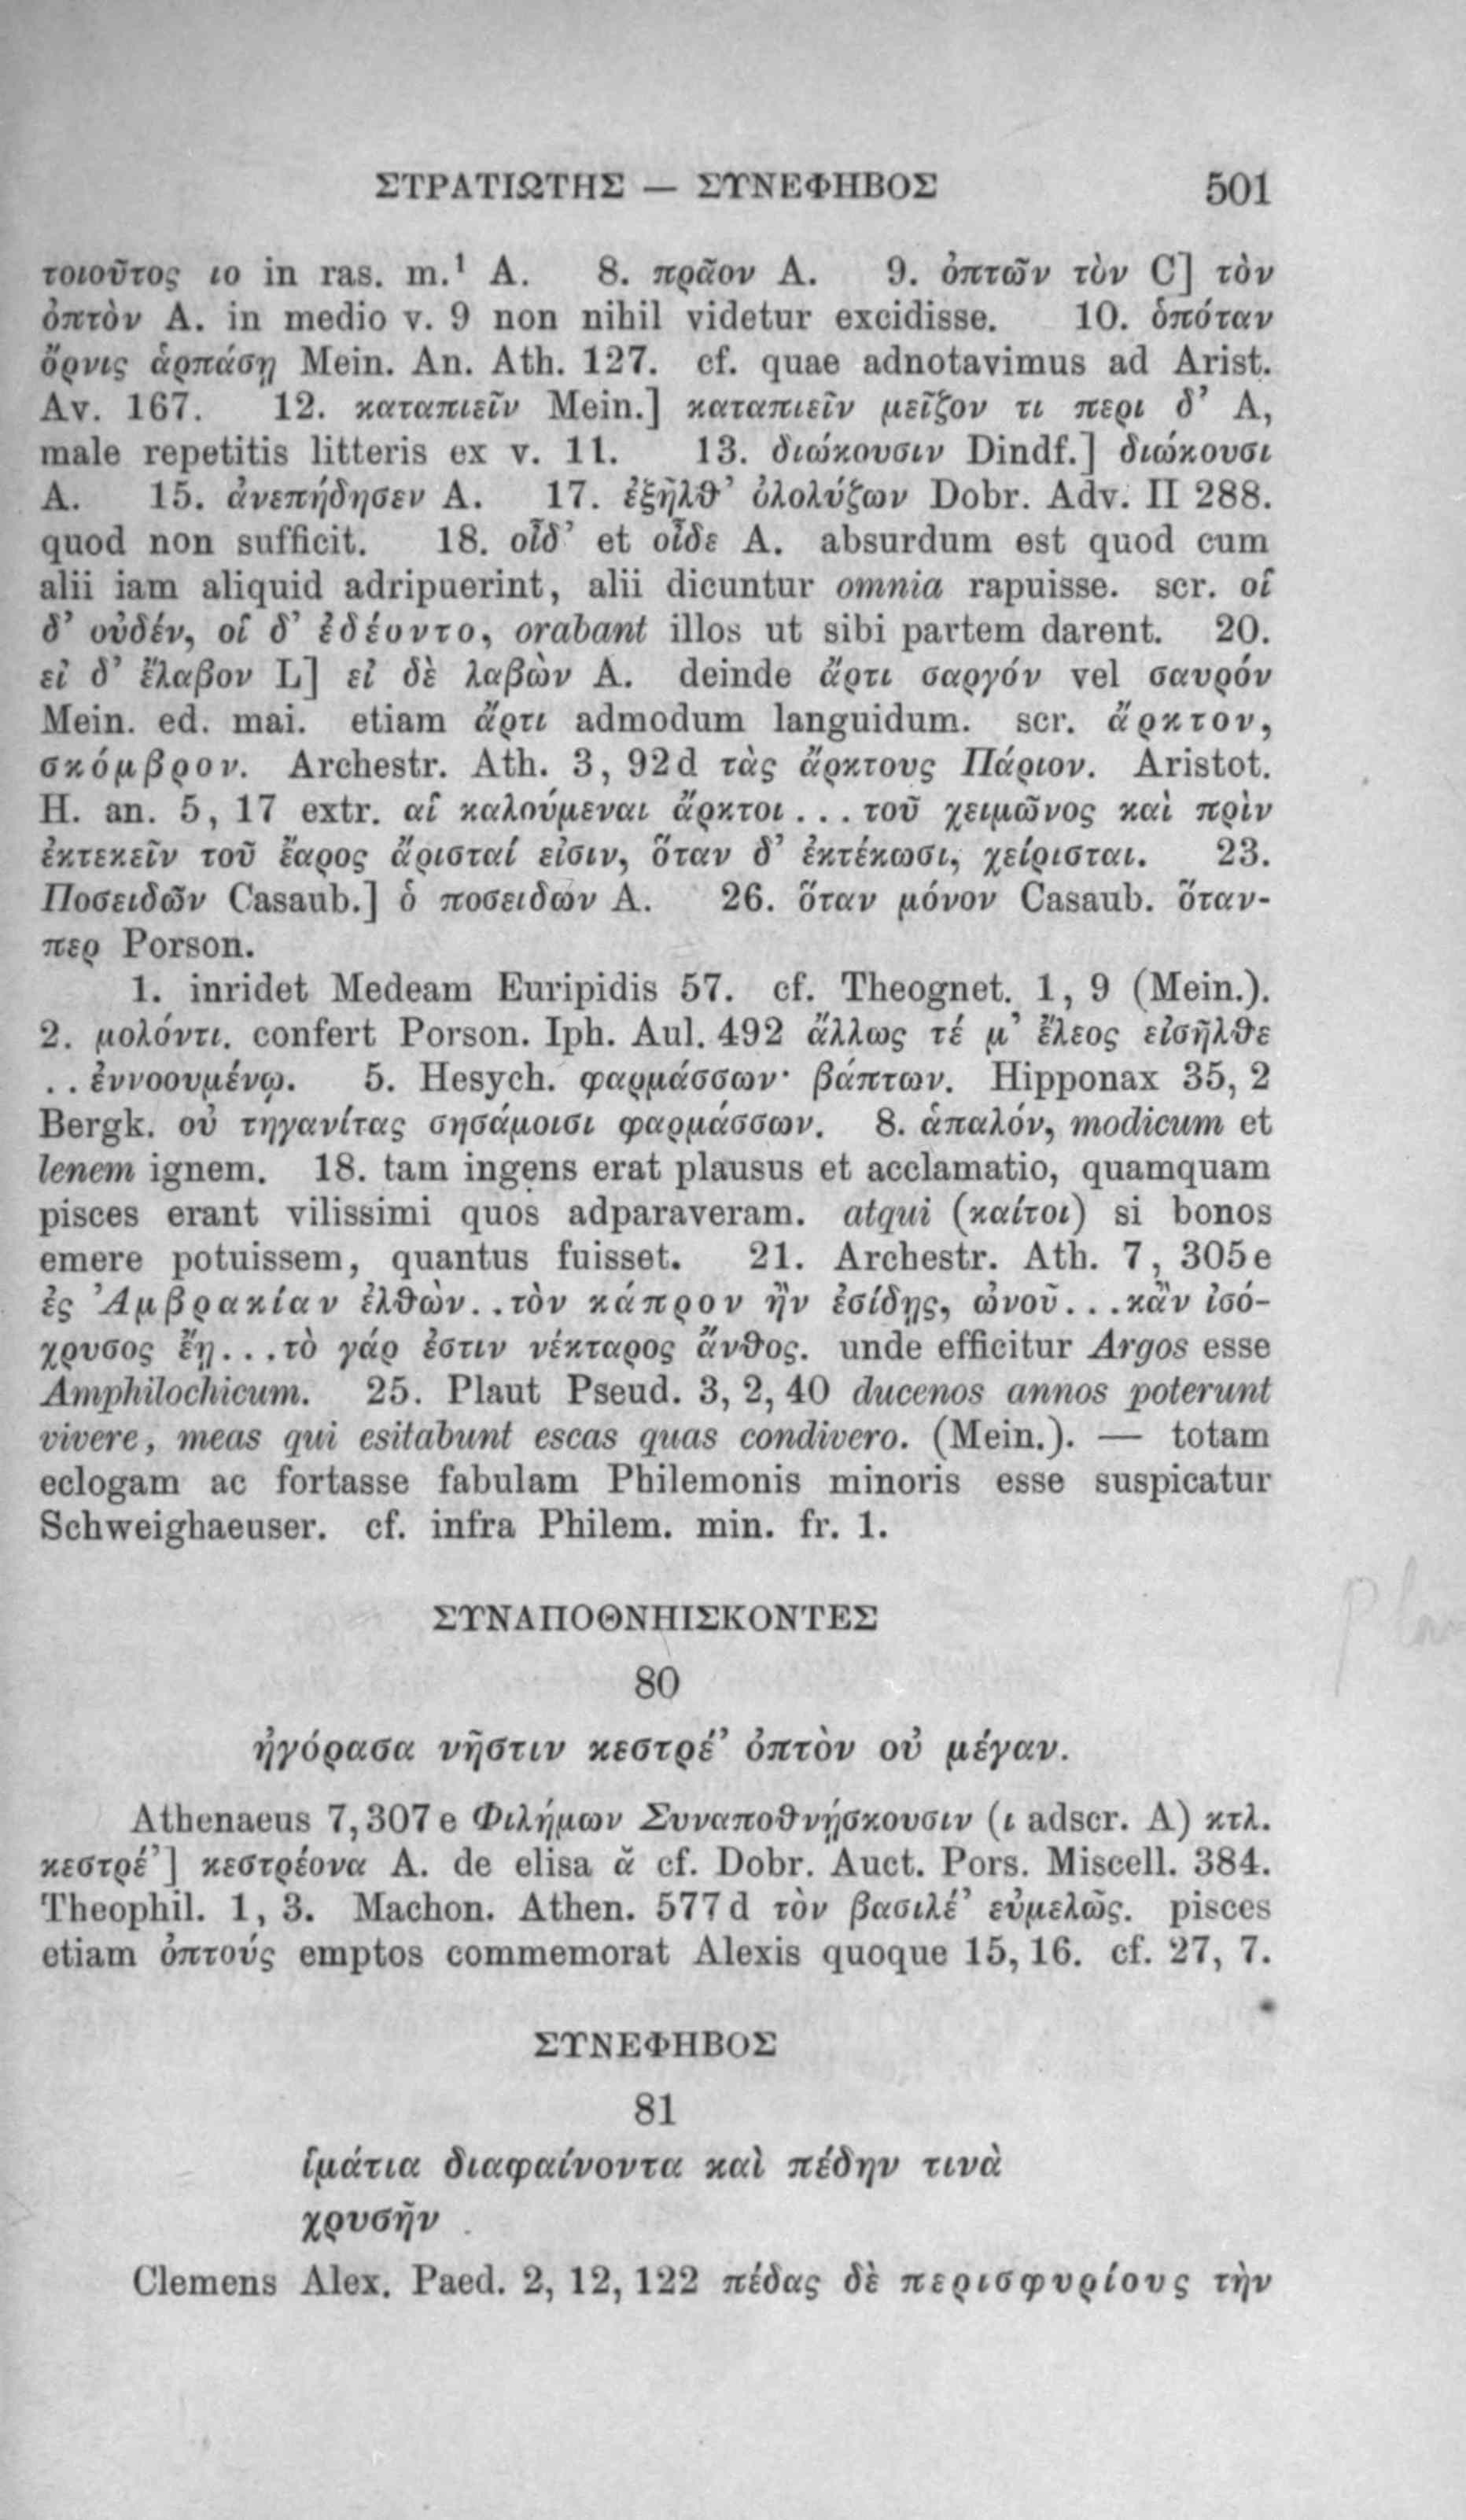 ΣΤΡΑΤΙΩΤΗΣ — ΣΥΝΕΦΗΒΟΣ 501
τοιοῦτος ιο in ras. m.¹ A. 8. πρᾶον A. 9. ὀπτῶν τὸν C] τὸν
ὀπτὸν A. in medio v. 9 non nihil videtur excidisse. 10. ὁπόταν
ὄρνις ἁρπάσῃ Mein. An. Ath. 127. cf. quae adnotavimus ad Arist.
Av. 167. 12. καταπιεῖν Mein.] καταπιεῖν μεῖζον τι περι δ’ A,
male repetitis litteris ex v. 11. 13. διώκουσιν Dindf.] διώκουσι
A. 15. ἀνεπήδησεν A. 17. ἐξῆλθ’ ὀλολύζων Dobr. Adv. II 288.
quod non sufficit. 18. οἶδ’ et οἶδε A. absurdum est quod cum
alii iam aliquid adripuerint, alii dicuntur omnia rapuisse. scr. οἵ
δ’ οὐδέν, οἵ δ’ ἐδέοντο, orabant illos ut sibi partem darent. 20.
εἰ δ’ ἔλαβον L] εἰ δὲ λαβὼν A. deinde ἄρτι σαργόν vel σαυρόν
Mein. ed. mai. etiam ἄρτι admodum languidum. scr. ἄρκτον,
σκόμβρον. Archestr. Ath. 3, 92d τὰς ἄρκτους Πάριον. Aristot.
H. an. 5, 17 extr. αἵ καλούμεναι ἄρκτοι . . . τοῦ χειμῶνος καὶ πρὶν
ἐκτεκεῖν τοῦ ἔαρος ἄρισταί εἰσιν, ὅταν δ’ ἐκτέκωσι, χείρισται. 23.
Ποσειδῶν Casaub.] ὁ ποσειδῶν A. 26. ὅταν μόνον Casaub. ὅταν-
περ Porson.
1. inridet Medeam Euripidis 57. cf. Theognet. 1, 9 (Mein.).
2. μολόντι. confert Porson. Iph. Aul. 492 ἄλλως τέ μ’ ἔλεος εἰσῆλθε
. . ἐννοουμένῳ. 5. Hesych. φαρμάσσων· βάπτων. Hipponax 35, 2
Bergk. οὐ τηγανίτας σησάμοισι φαρμάσσων. 8. ἁπαλόν, modicum et
lenem ignem. 18. tam ingens erat plausus et acclamatio, quamquam
pisces erant vilissimi quos adparaveram. atqui (καίτοι) si bonos
emere potuissem, quantus fuisset. 21. Archestr. Ath. 7, 305e
ἐς Ἀμβρακίαν ἐλθὼν . . τὸν κάπρον ἢν ἐσίδῃς, ὠνοῦ . . . κἂν ἰσό-
χρυσος ἔῃ . . . τὸ γάρ ἐστιν νέκταρος ἄνθος. unde efficitur Argos esse
Amphilochicum. 25. Plaut Pseud. 3, 2, 40 ducenos annos poterunt
vivere, meas qui esitabunt escas quas condivero. (Mein.). — totam
eclogam ac fortasse fabulam Philemonis minoris esse suspicatur
Schweighaeuser. cf. infra Philem. min. fr. 1.
ΣΥΝΑΠΟΘΝΗΙΣΚΟΝΤΕΣ
80
ἠγόρασα νῆστιν κεστρέ’ ὀπτὸν οὐ μέγαν.
Athenaeus 7, 307e Φιλήμων Συναποθνήσκουσιν (ι adscr. A) κτλ.
κεστρέ’] κεστρέονα A. de elisa ᾰ cf. Dobr. Auct. Pors. Miscell. 384.
Theophil. 1, 3. Machon. Athen. 577d τὸν βασιλέ’ εὐμελῶς. pisces
etiam ὀπτούς emptos commemorat Alexis quoque 15, 16. cf. 27, 7.
ΣΥΝΕΦΗΒΟΣ
81
ἱμάτια διαφαίνοντα καὶ πέδην τινὰ
χρυσῆν .
Clemens Alex. Paed. 2, 12, 122 πέδας δὲ περισφυρίους τὴν